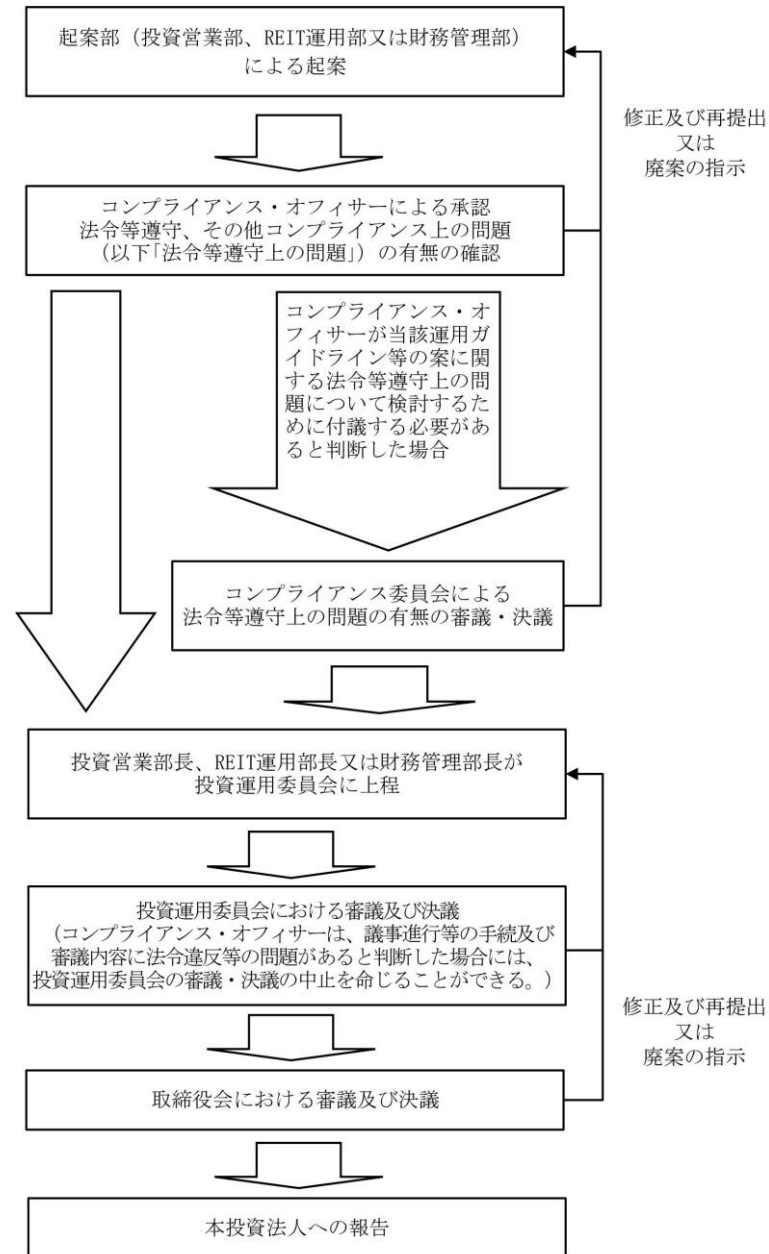 起案部（投資営業部、REIT運用部又は財務管理部）
による起案
修正及び再提出
又は
廃案の指示
コンプライアンス・オフィサーによる承認
法令等遵守、その他コンプライアンス上の問題
（以下「法令等遵守上の問題」）の有無の確認
コンプライアンス・オ
フィサーが当該運用ガ
イドライン等の案に関
する法令等遵守上の問
題について検討するた
めに付議する必要があ
ると判断した場合
コンプライアンス委員会による
法令等遵守上の問題の有無の審議・決議
投資営業部長、REIT運用部長又は財務管理部長が
投資運用委員会に上程
投資運用委員会における審議及び決議
（コンプライアンス・オフィサーは、議事進行等の手続及び
審議内容に法令違反等の問題があると判断した場合には、
投資運用委員会の審議・決議の中止を命じることができる。）
修正及び再提出
又は
廃案の指示
取締役会における審議及び決議
本投資法人への報告